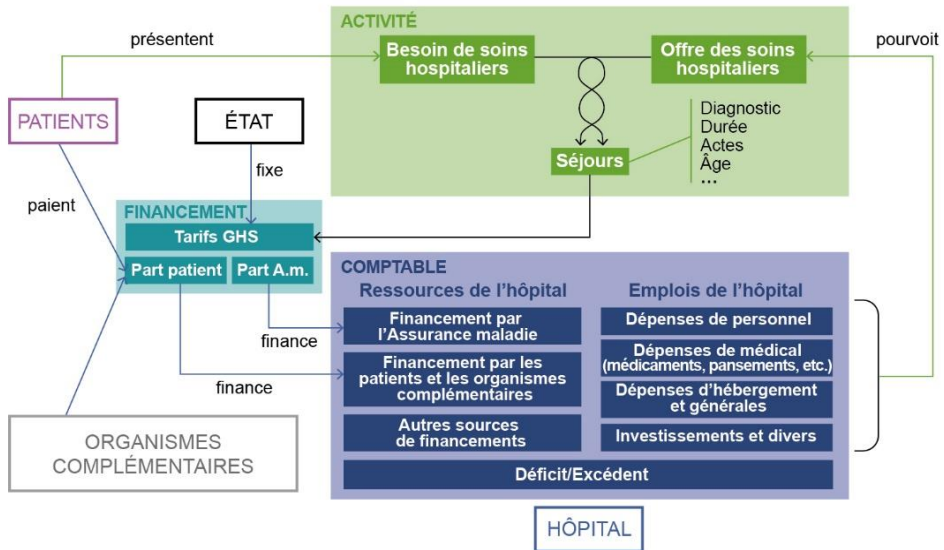 ACTIVITÉ
présentent
Besoin de soins
hospitaliers
Offre des soins
hospitaliers
pourvoit
PATIENTS
ÉTAT
Diagnostic
Durée
Actes
Âge
...
Séjours
fixe
paient
FINANCEMENT
Tarifs GHS
Part patient
Part A.m.
COMPTABLE
Ressources de l’hôpital
Emplois de l’hôpital
Financement par
l’Assurance maladie
Dépenses de personnel
finance
Dépenses de médical
(médicaments, pansements, etc.)
Financement par les
patients et les organismes
complémentaires
finance
Dépenses d’hébergement
et générales
Autres sources
de financements
Investissements et divers
ORGANISMES
COMPLÉMENTAIRES
Déficit/Excédent
HÔPITAL